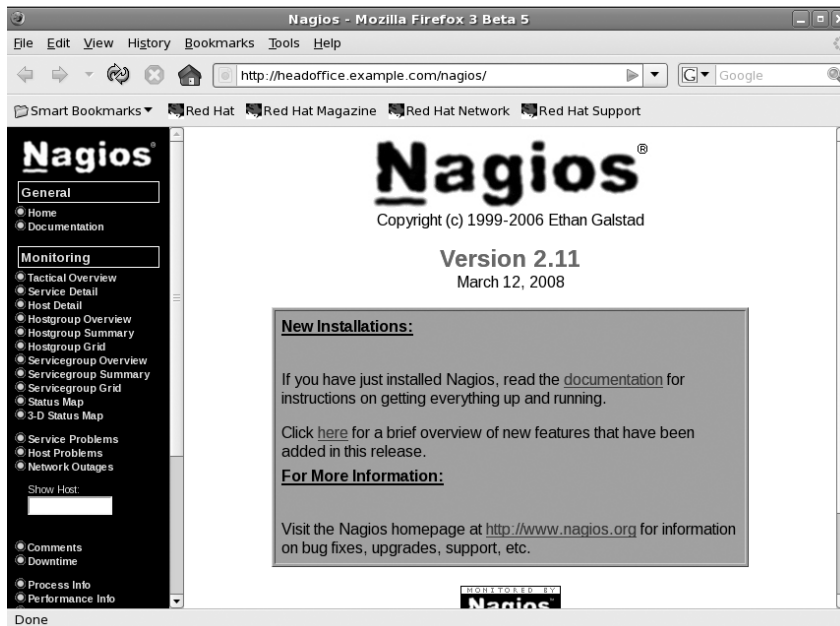 Nagios - Mozilla Firefox 3 Beta 5
File Edit View History Bookmarks Tools Help
http://headoffice.example.com/nagios/
G Google
Smart Bookmarks Red Hat Red Hat Magazine Red Hat Network Red Hat Support
Nagios®
General
Home
Documentation
Monitoring
Tactical Overview
Service Detail
Host Detail
Hostgroup Overview
Hostgroup Summary
Hostgroup Grid
Servicegroup Overview
Servicegroup Summary
Servicegroup Grid
Status Map
3-D Status Map
Service Problems
Host Problems
Network Outages
Show Host:
Comments
Downtime
Process Info
Performance Info
Nagios®
Copyright (c) 1999-2006 Ethan Galstad
Version 2.11
March 12, 2008
New Installations:
If you have just installed Nagios, read the documentation for
instructions on getting everything up and running.
Click here for a brief overview of new features that have been
added in this release.
For More Information:
Visit the Nagios homepage at http://www.nagios.org for information
on bug fixes, upgrades, support, etc.
MONITORED BY
Nagios
Done